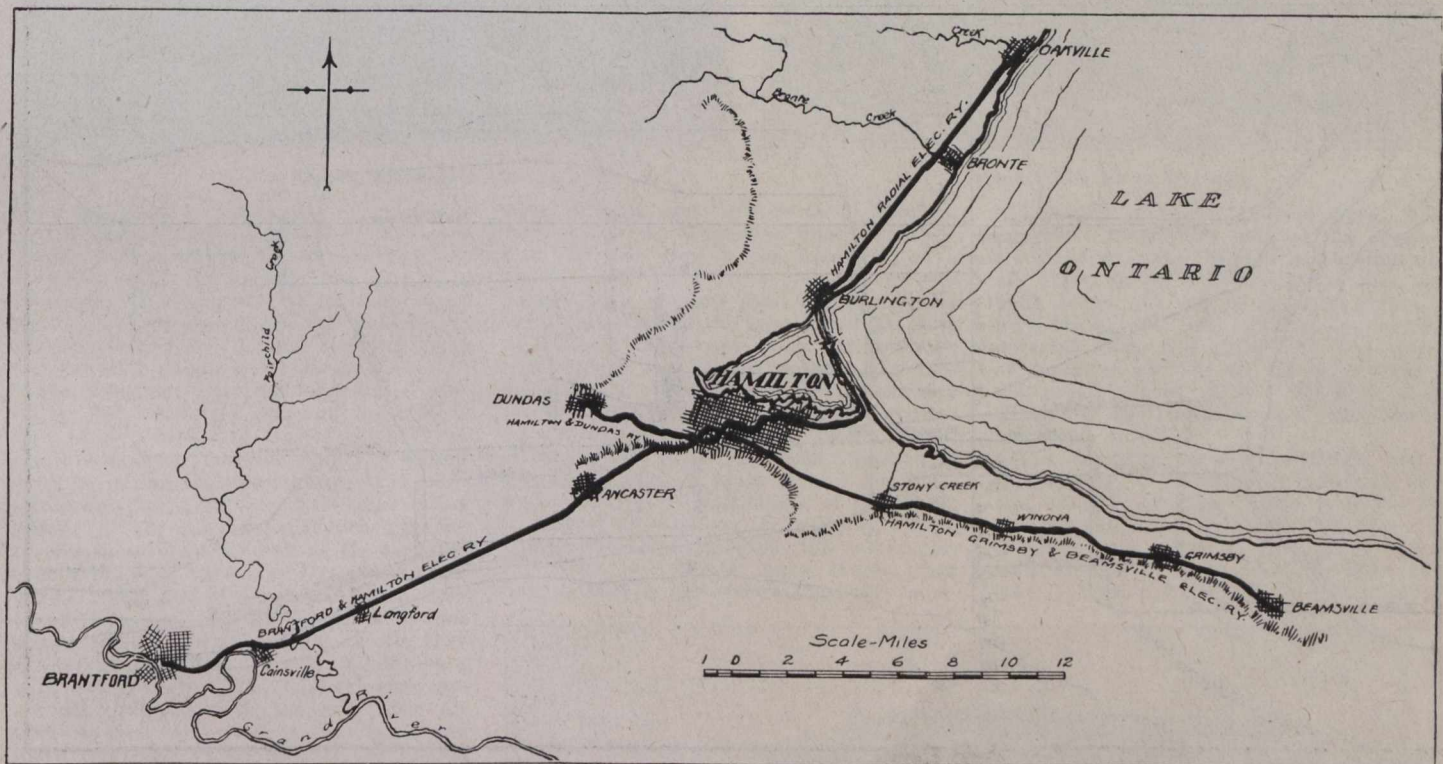 Creek
OAKVILLE
Bronte
Creek
HAMILTON RADIAL ELEC. RY.
BRONTE
LAKE
ONTARIO
Fairchild Creek
BURLINGTON
HAMILTON
DUNDAS
HAMILTON & DUNDAS RY.
ANCASTER
STONY CREEK
WINONA
HAMILTON GRIMSBY & BEAMSVILLE ELEC. RY.
GRIMSBY
BEAMSVILLE
BRANTFORD & HAMILTON ELEC RY
Langford
Cainsville
BRANTFORD
Grand River
Scale-Miles
1 0 2 4 6 8 10 12